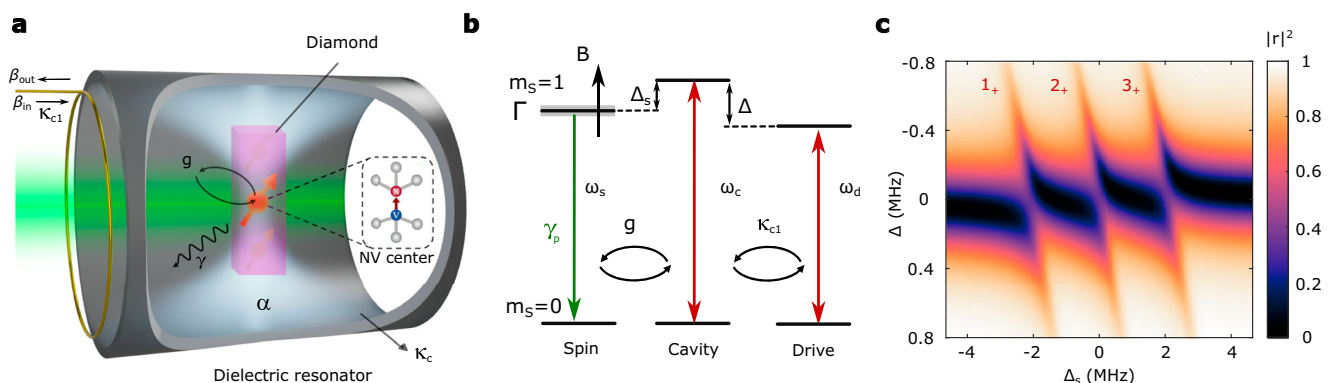 a
Diamond
β_out
β_in
κ_c1
g
γ
α
N
V
NV center
κ_c
Dielectric resonator
b
B
m_S=1
Γ
Δ_s
Δ
ω_s
ω_c
ω_d
γ_p
g
κ_c1
m_S=0
Spin
Cavity
Drive
c
|r|²
1₊
2₊
3₊
-0.8
-0.4
0
0.4
0.8
Δ (MHz)
-4
-2
0
2
4
Δ_s (MHz)
1
0.8
0.6
0.4
0.2
0